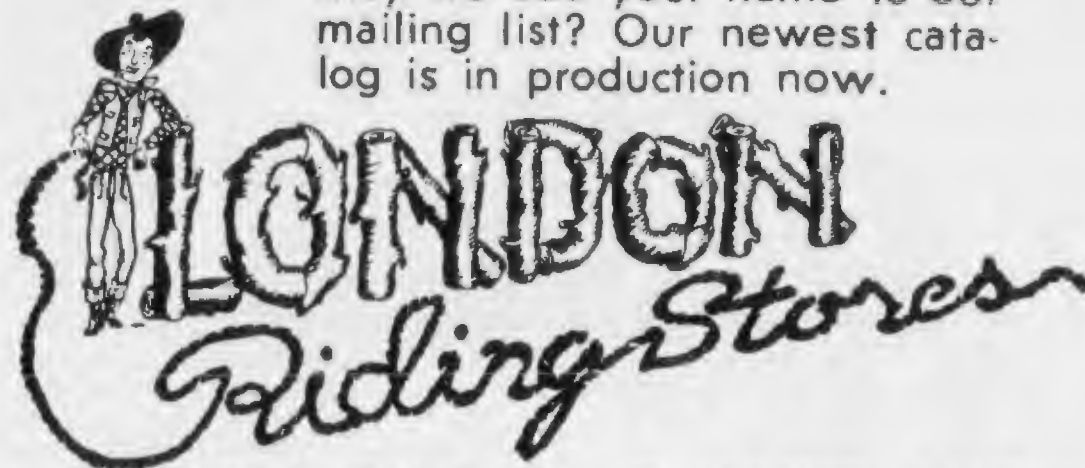 mailing list? Our newest cata-
log is in production now.
LONDON
Riding Stores